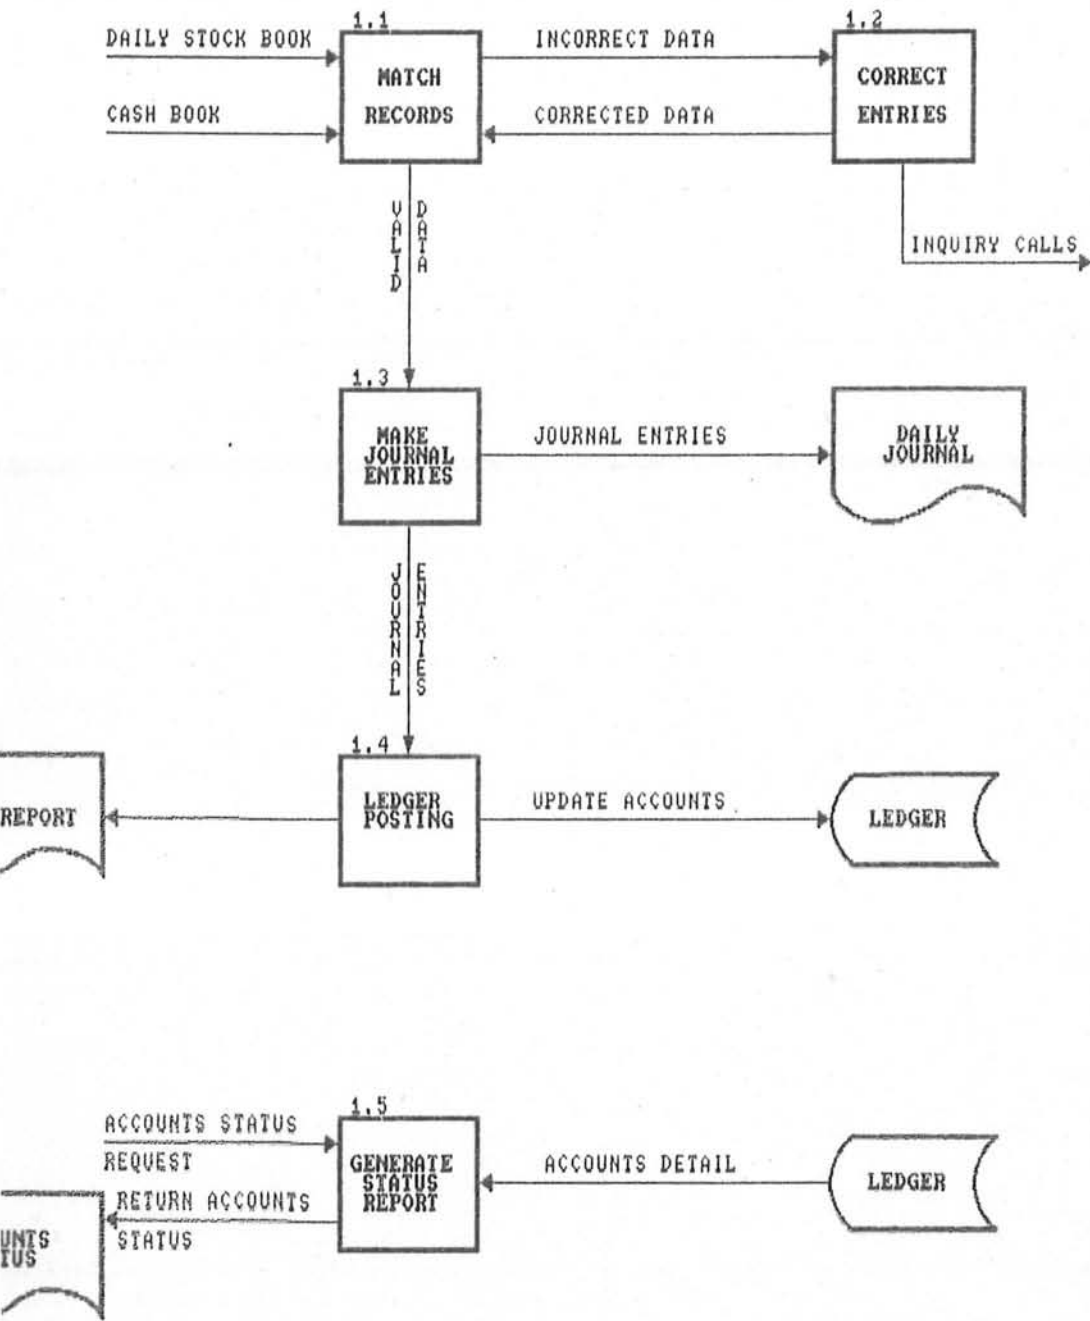 1.1
1.2
DAILY STOCK BOOK
INCORRECT DATA
MATCH
RECORDS
CORRECT
ENTRIES
CASH BOOK
CORRECTED DATA
VALID
DATA
INQUIRY CALLS
1.3
MAKE
JOURNAL
ENTRIES
JOURNAL ENTRIES
DAILY
JOURNAL
JOURNAL
ENTRIES
1.4
REPORT
LEDGER
POSTING
UPDATE ACCOUNTS
LEDGER
1.5
ACCOUNTS STATUS
REQUEST
GENERATE
STATUS
REPORT
ACCOUNTS DETAIL
LEDGER
RETURN ACCOUNTS
STATUS
UNTS
TUS